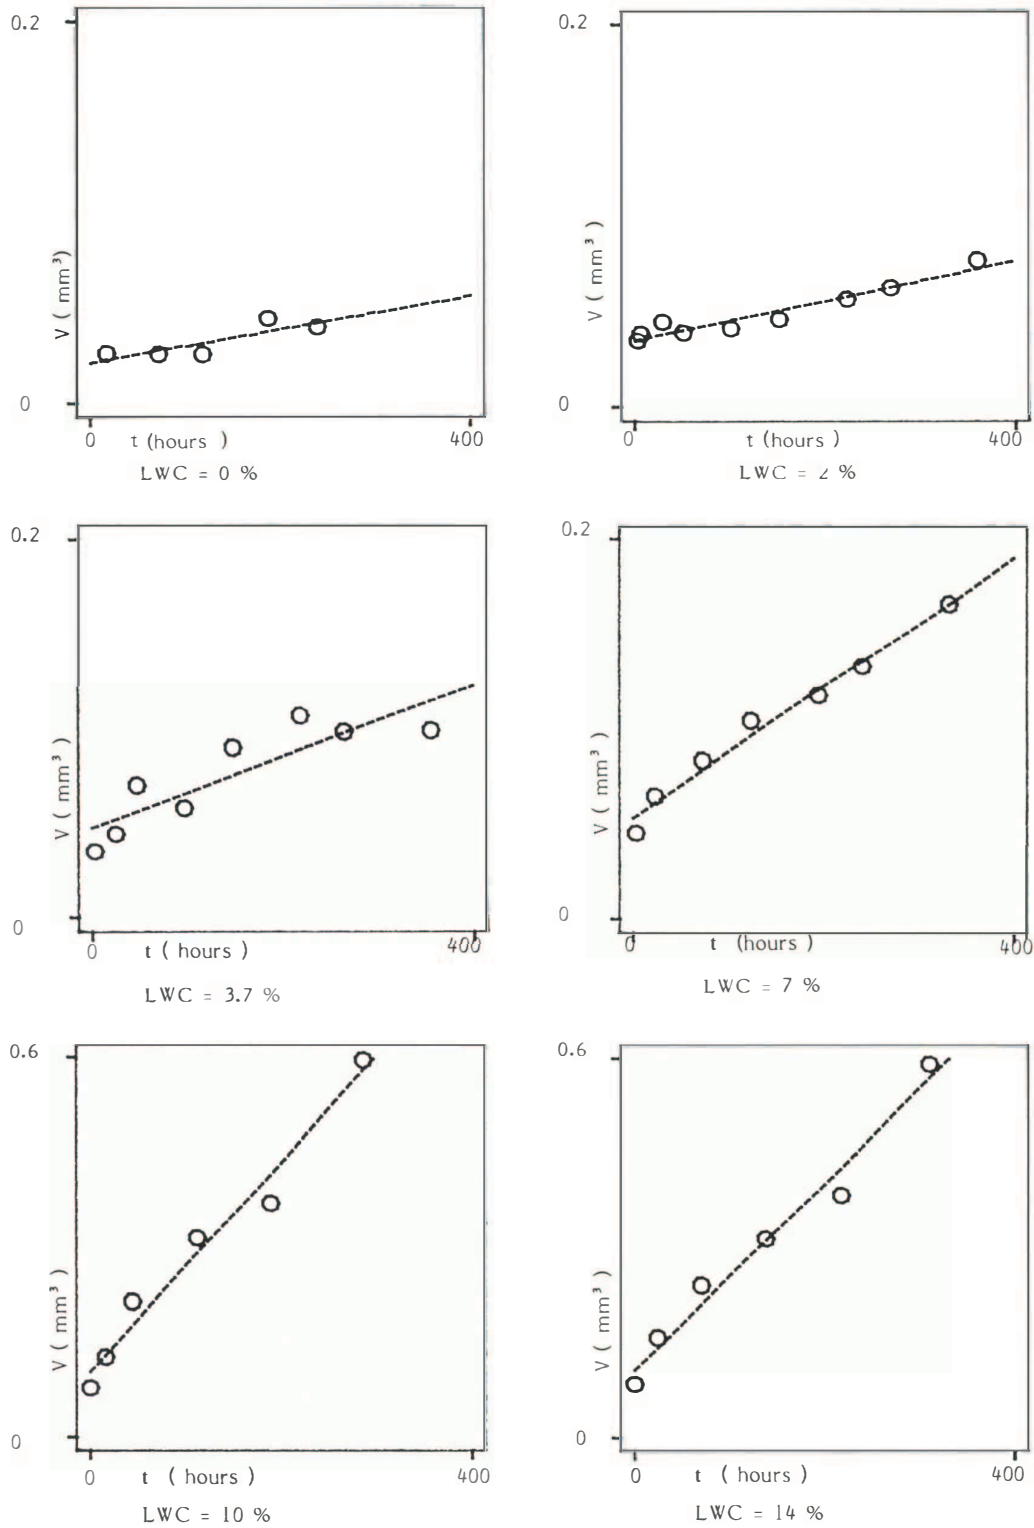 0.2
V ( mm³)
0
0
t (hours )
400
LWC = 0 %
0.2
V ( mm³ )
0
0
t (hours )
400
LWC = 2 %
0.2
V ( mm³ )
0
0
t ( hours )
400
LWC = 3.7 %
0.2
V ( mm³ )
0
0
t (hours )
400
LWC = 7 %
0.6
V ( mm³ )
0
0
t ( hours )
400
LWC = 10 %
0.6
V ( mm³ )
0
0
t ( hours )
400
LWC = 14 %